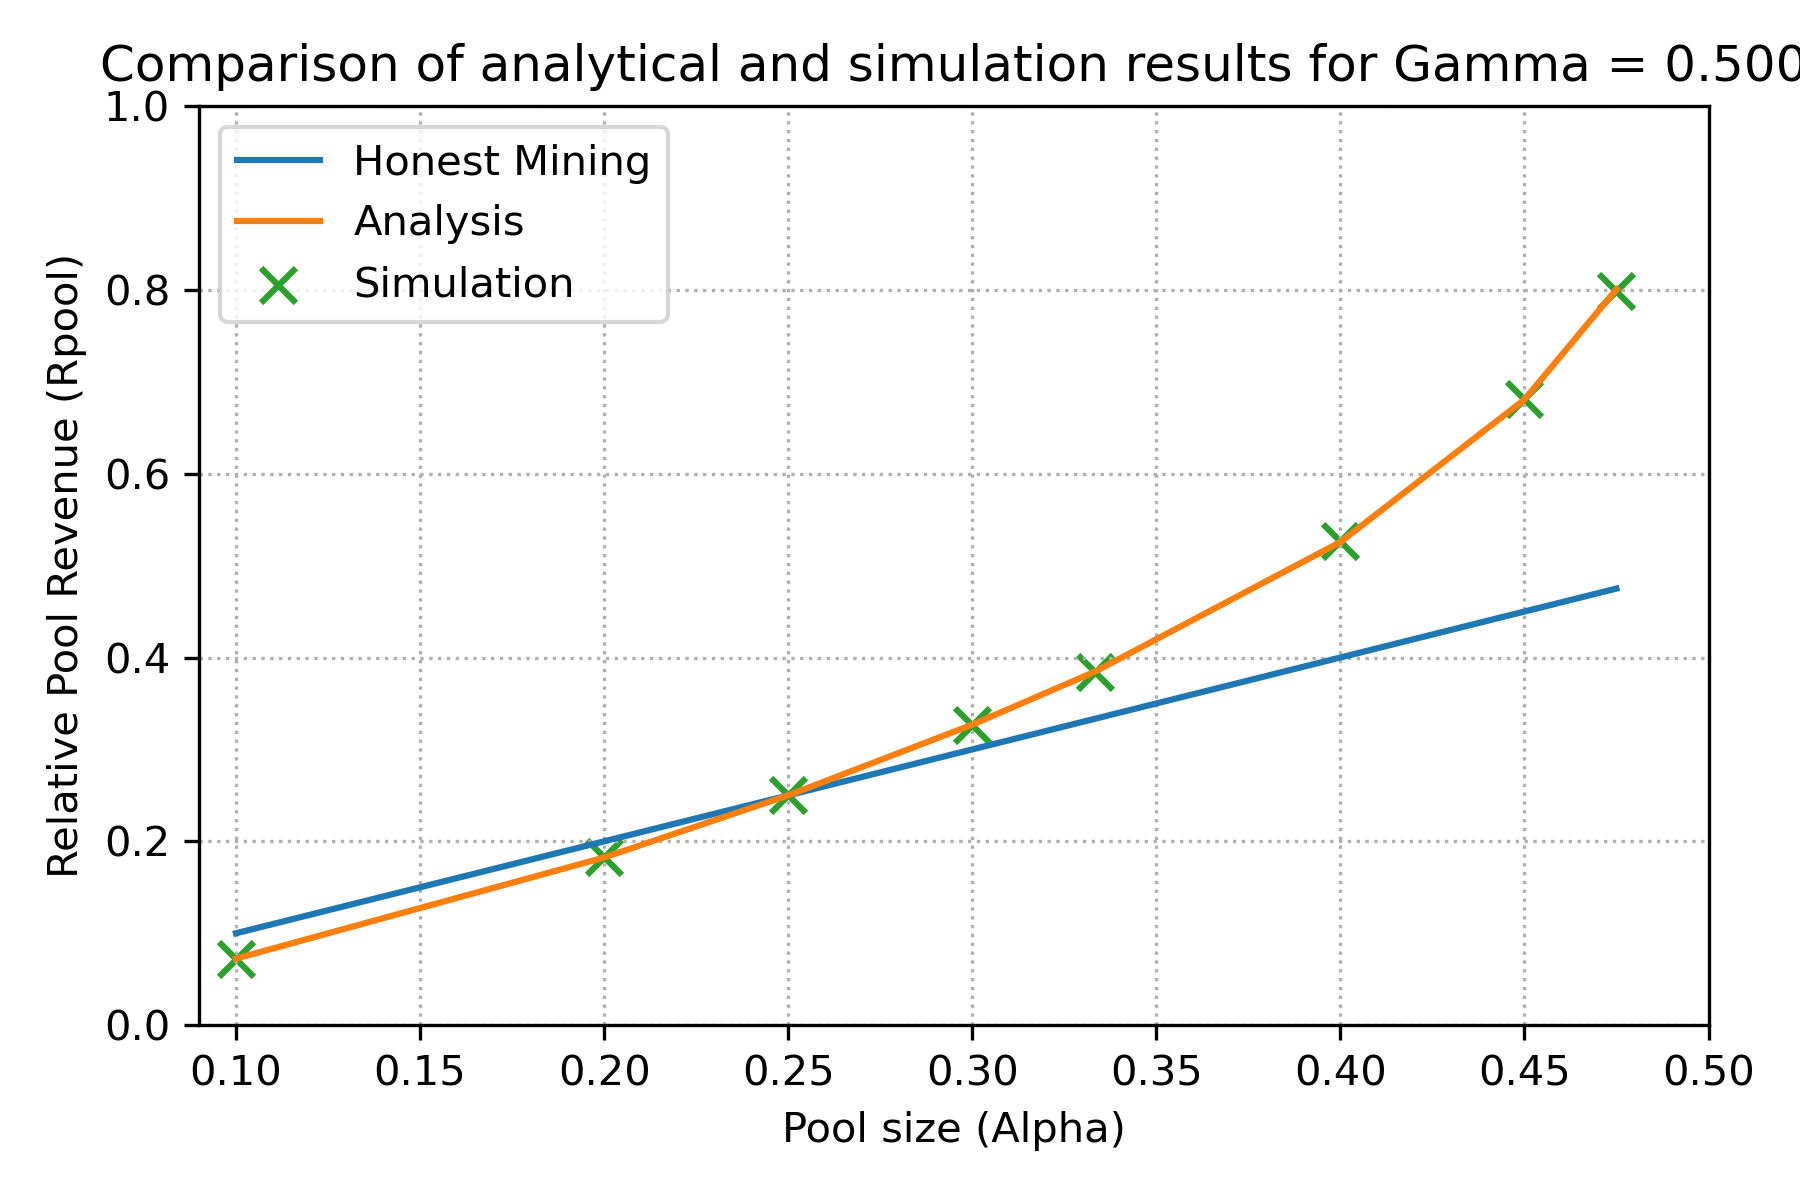 Comparison of analytical and simulation results for Gamma = 0.500
1.0
0.8
0.6
0.4
0.2
0.0
Relative Pool Revenue (Rpool)
Honest Mining
Analysis
Simulation
0.10 0.15 0.20 0.25 0.30 0.35 0.40 0.45 0.50
Pool size (Alpha)